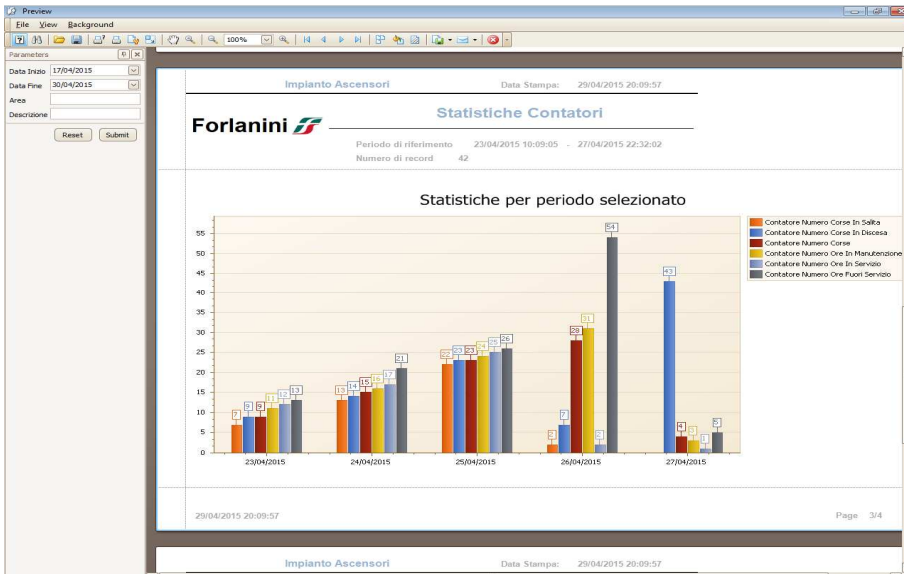 Preview
File View Background
100%
Parameters
Data Inizio 17/04/2015
Data Fine 30/04/2015
Area
Descrizione
Reset Submit
Impianto Ascensori Data Stampa: 29/04/2015 20:09:57
Forlanini
Statistiche Contatori
Periodo di riferimento 23/04/2015 10:09:05 - 27/04/2015 22:32:02
Numero di record 42
Statistiche per periodo selezionato
Contatore Numero Corse In Salita
Contatore Numero Corse In Discesa
Contatore Numero Corse
Contatore Numero Ore In Manutenzione
Contatore Numero Ore In Servizio
Contatore Numero Ore Fuori Servizio
55
50
45
40
35
30
25
20
15
10
5
0
7 9 9 11 12 13
13 14 15 16 17 21
22 23 23 24 25 26
2 7 28 31 2 54
43 4 3 1 5
23/04/2015 24/04/2015 25/04/2015 26/04/2015 27/04/2015
29/04/2015 20:09:57 Page 3/4
Impianto Ascensori Data Stampa: 29/04/2015 20:09:57